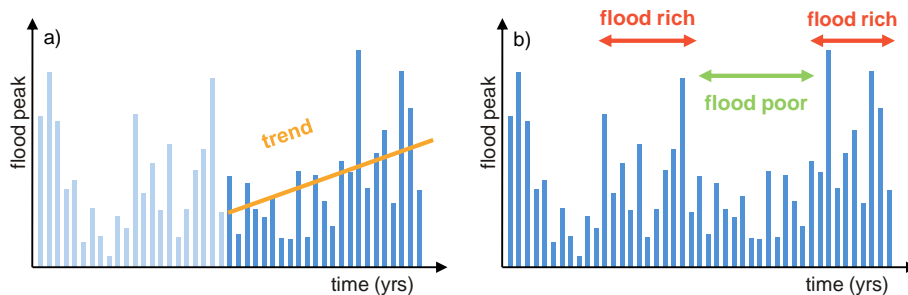 a)
flood peak
trend
time (yrs)
b)
flood rich
flood rich
flood poor
flood peak
time (yrs)